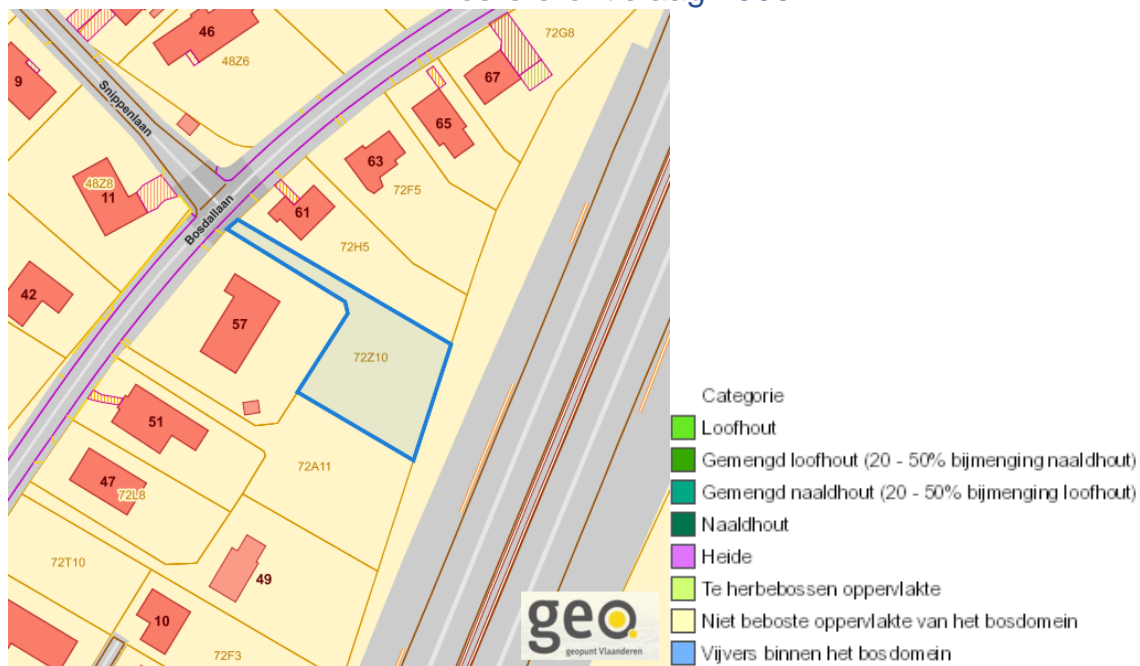 46
48Z6
72G8
67
9
Snippenlaan
65
63
48Z8
11
72F5
61
Bosdallaan
72H5
42
57
72Z10
51
72A11
47
72L8
72T10
49
10
72F3
geo.
geopunt Vlaanderen
Categorie
Loofhout
Gemengd loofhout (20 - 50% bijmenging naaldhout)
Gemengd naaldhout (20 - 50% bijmenging loofhout)
Naaldhout
Heide
Te herbebossen oppervlakte
Niet beboste oppervlakte van het bosdomein
Vijvers binnen het bosdomein